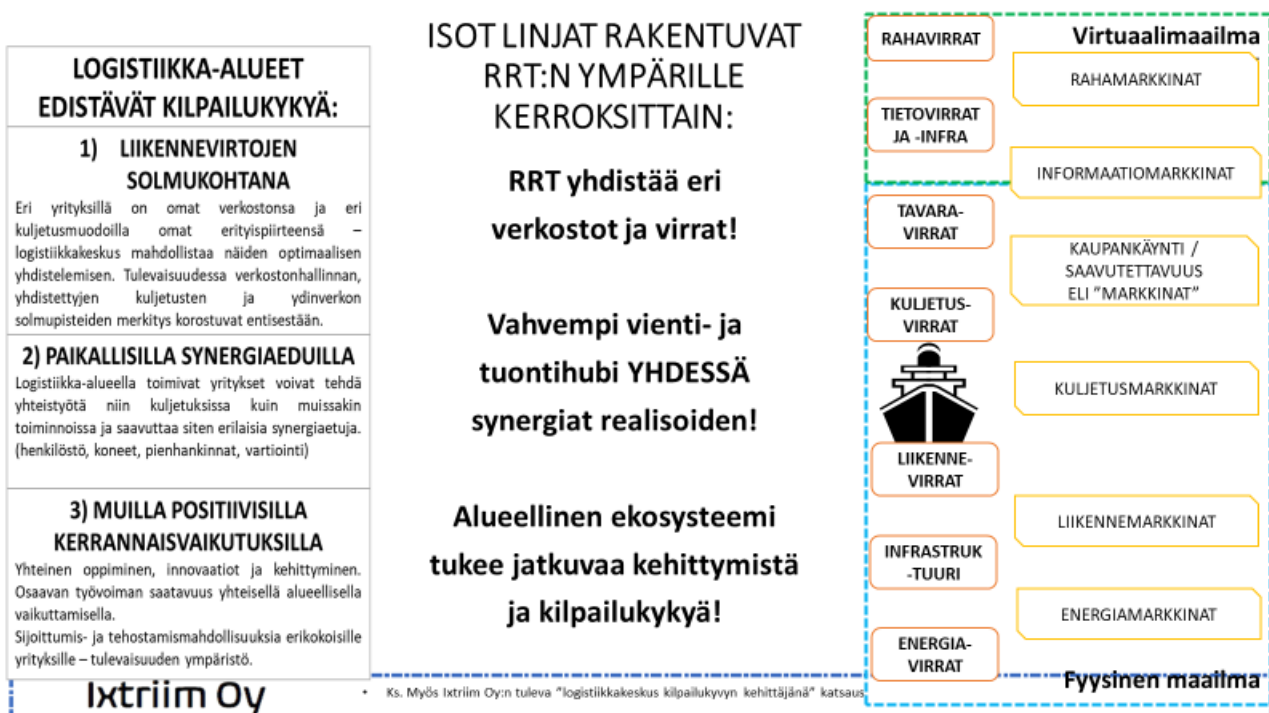 LOGISTIIKKA-ALUEET
EDISTÄVÄT KILPAILUKYKYÄ:
1) LIIKENNEVIRTOJEN
SOLMUKOHTANA
Eri yrityksillä on omat verkostonsa ja eri
kuljetusmuodoilla omat erityispiirteensä –
logistiikkakeskus mahdollistaa näiden optimaalisen
yhdistelemisen. Tulevaisuudessa verkostonhallinnan,
yhdistettyjen kuljetusten ja ydinverkon
solmupisteiden merkitys korostuvat entisestään.
2) PAIKALLISILLA SYNERGIAEDUILLA
Logistiikka-alueella toimivat yritykset voivat tehdä
yhteistyötä niin kuljetuksissa kuin muissakin
toiminnoissa ja saavuttaa siten erilaisia synergiaetuja.
(henkilöstö, koneet, pienhankinnat, vartiointi)
3) MUILLA POSITIIVISILLA
KERRANNAISVAIKUTUKSILLA
Yhteinen oppiminen, innovaatiot ja kehittyminen.
Osaavan työvoiman saatavuus yhteisellä alueellisella
vaikuttamisella.
Sijoittumis- ja tehostamismahdollisuuksia erikokoisille
yrityksille – tulevaisuuden ympäristö.
Ixtriim Oy
ISOT LINJAT RAKENTUVAT
RRT:N YMPÄRILLE
KERROKSITTAIN:
RRT yhdistää eri
verkostot ja virrat!
Vahvempi vienti- ja
tuontihubi YHDESSÄ
synergiat realisoiden!
Alueellinen ekosysteemi
tukee jatkuvaa kehittymistä
ja kilpailukykyä!
• Ks. Myös Ixtriim Oy:n tuleva ”logistiikkakeskus kilpailukyvyn kehittäjänä” katsaus
Virtuaalimaailma
RAHAVIRRAT
RAHAMARKKINAT
TIETOVIRRAT
JA -INFRA
INFORMAATIOMARKKINAT
TAVARA-
VIRRAT
KAUPANKÄYNTI /
SAAVUTETTAVUUS
ELI ”MARKKINAT”
KULJETUS-
VIRRAT
KULJETUSMARKKINAT
LIIKENNE-
VIRRAT
LIIKENNEMARKKINAT
INFRASTRUK
-TUURI
ENERGIAMARKKINAT
ENERGIA-
VIRRAT
Fyysinen maailma